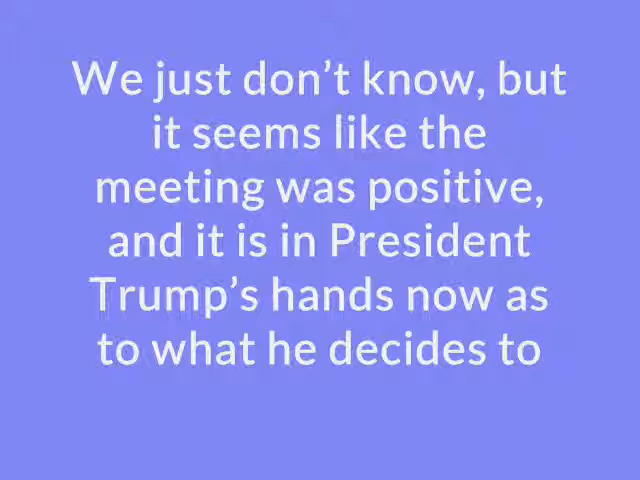 We just don’t know, but
it seems like the
meeting was positive,
and it is in President
Trump’s hands now as
to what he decides to